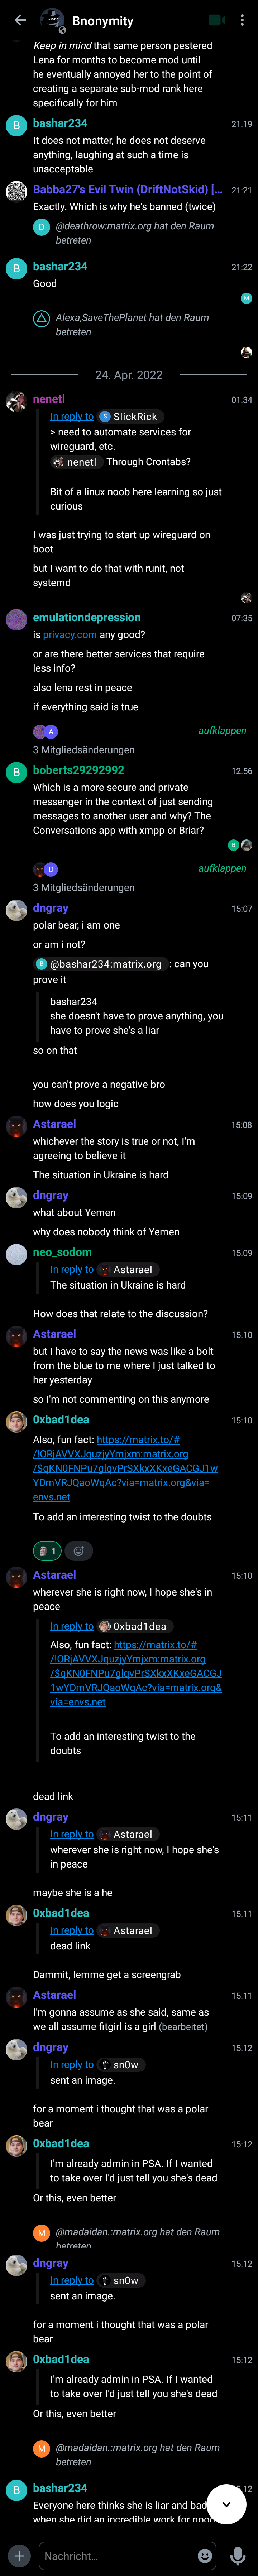 Bnonymity
Keep in mind that same person pestered
Lena for months to become mod until
he eventually annoyed her to the point of
creating a separate sub-mod rank here
specifically for him
B
bashar234
21:19
It does not matter, he does not deserve
anything, laughing at such a time is
unacceptable
Babba27's Evil Twin (DriftNotSkid) [...
21:21
Exactly. Which is why he's banned (twice)
D
@deathrow:matrix.org hat den Raum
betreten
B
bashar234
21:22
Good
M
Alexa,SaveThePlanet hat den Raum
betreten
24. Apr. 2022
nenetl
01:34
In reply to S SlickRick
> need to automate services for
wireguard, etc.
nenetl Through Crontabs?
Bit of a linux noob here learning so just
curious
I was just trying to start up wireguard on
boot
but I want to do that with runit, not
systemd
emulationdepression
07:35
is privacy.com any good?
or are there better services that require
less info?
also lena rest in peace
if everything said is true
A
aufklappen
3 Mitgliedsänderungen
B
boberts29292992
12:56
Which is a more secure and private
messenger in the context of just sending
messages to another user and why? The
Conversations app with xmpp or Briar?
B
D
aufklappen
3 Mitgliedsänderungen
dngray
15:07
polar bear, i am one
or am i not?
B @bashar234:matrix.org : can you
prove it
bashar234
she doesn't have to prove anything, you
have to prove she's a liar
so on that
you can't prove a negative bro
how does you logic
Astarael
15:08
whichever the story is true or not, I'm
agreeing to believe it
The situation in Ukraine is hard
dngray
15:09
what about Yemen
why does nobody think of Yemen
neo_sodom
15:09
In reply to Astarael
The situation in Ukraine is hard
How does that relate to the discussion?
Astarael
15:10
but I have to say the news was like a bolt
from the blue to me where I just talked to
her yesterday
so I'm not commenting on this anymore
0xbad1dea
15:10
Also, fun fact: https://matrix.to/#
/!ORjAVVXJquzjyYmjxm:matrix.org
/$qKN0FNPu7glqvPrSXkxXKxeGACGJ1w
YDmVRJQaoWqAc?via=matrix.org&via=
envs.net
To add an interesting twist to the doubts
1
Astarael
15:10
wherever she is right now, I hope she's in
peace
In reply to 0xbad1dea
Also, fun fact: https://matrix.to/#
/!ORjAVVXJquzjyYmjxm:matrix.org
/$qKN0FNPu7glqvPrSXkxXKxeGACGJ
1wYDmVRJQaoWqAc?via=matrix.org&
via=envs.net
To add an interesting twist to the
doubts
dead link
dngray
15:11
In reply to Astarael
wherever she is right now, I hope she's
in peace
maybe she is a he
0xbad1dea
15:11
In reply to Astarael
dead link
Dammit, lemme get a screengrab
Astarael
15:11
I'm gonna assume as she said, same as
we all assume fitgirl is a girl (bearbeitet)
dngray
15:12
In reply to sn0w
sent an image.
for a moment i thought that was a polar
bear
0xbad1dea
15:12
I'm already admin in PSA. If I wanted
to take over I'd just tell you she's dead
Or this, even better
M
@madaidan.:matrix.org hat den Raum
betreten
dngray
15:12
In reply to sn0w
sent an image.
for a moment i thought that was a polar
bear
0xbad1dea
15:12
I'm already admin in PSA. If I wanted
to take over I'd just tell you she's dead
Or this, even better
M
@madaidan.:matrix.org hat den Raum
betreten
B
bashar234
5:12
Everyone here thinks she is liar and bad
when she did an incredible work for good
Nachricht…